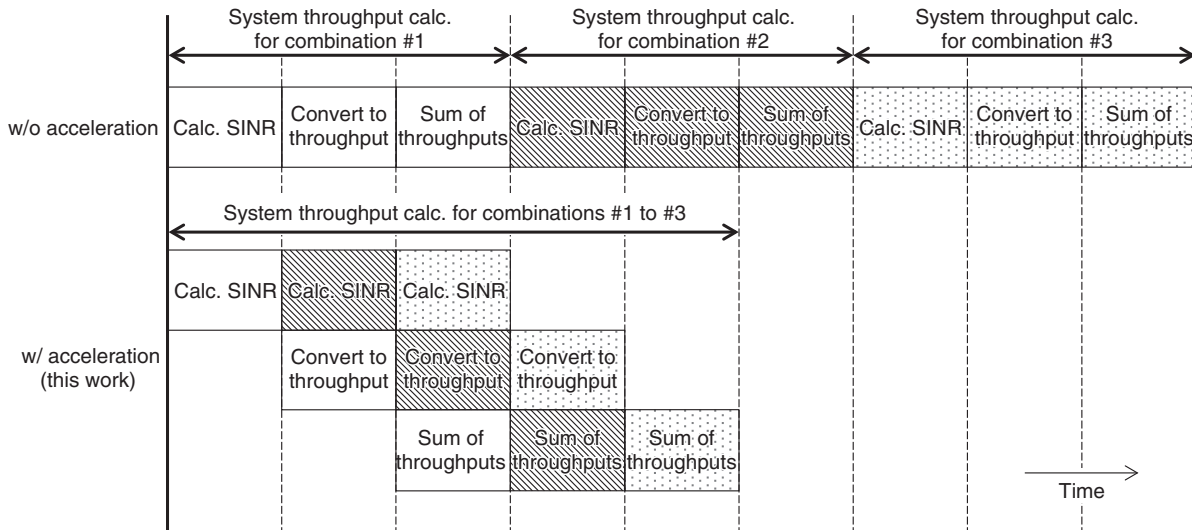 System throughput calc.
for combination #1
System throughput calc.
for combination #2
System throughput calc.
for combination #3
w/o acceleration
Calc. SINR
Convert to
throughput
Sum of
throughputs
Calc. SINR
Convert to
throughput
Sum of
throughputs
Calc. SINR
Convert to
throughput
Sum of
throughputs
System throughput calc. for combinations #1 to #3
w/ acceleration
(this work)
Calc. SINR
Calc. SINR
Calc. SINR
Convert to
throughput
Convert to
throughput
Convert to
throughput
Sum of
throughputs
Sum of
throughputs
Sum of
throughputs
Time